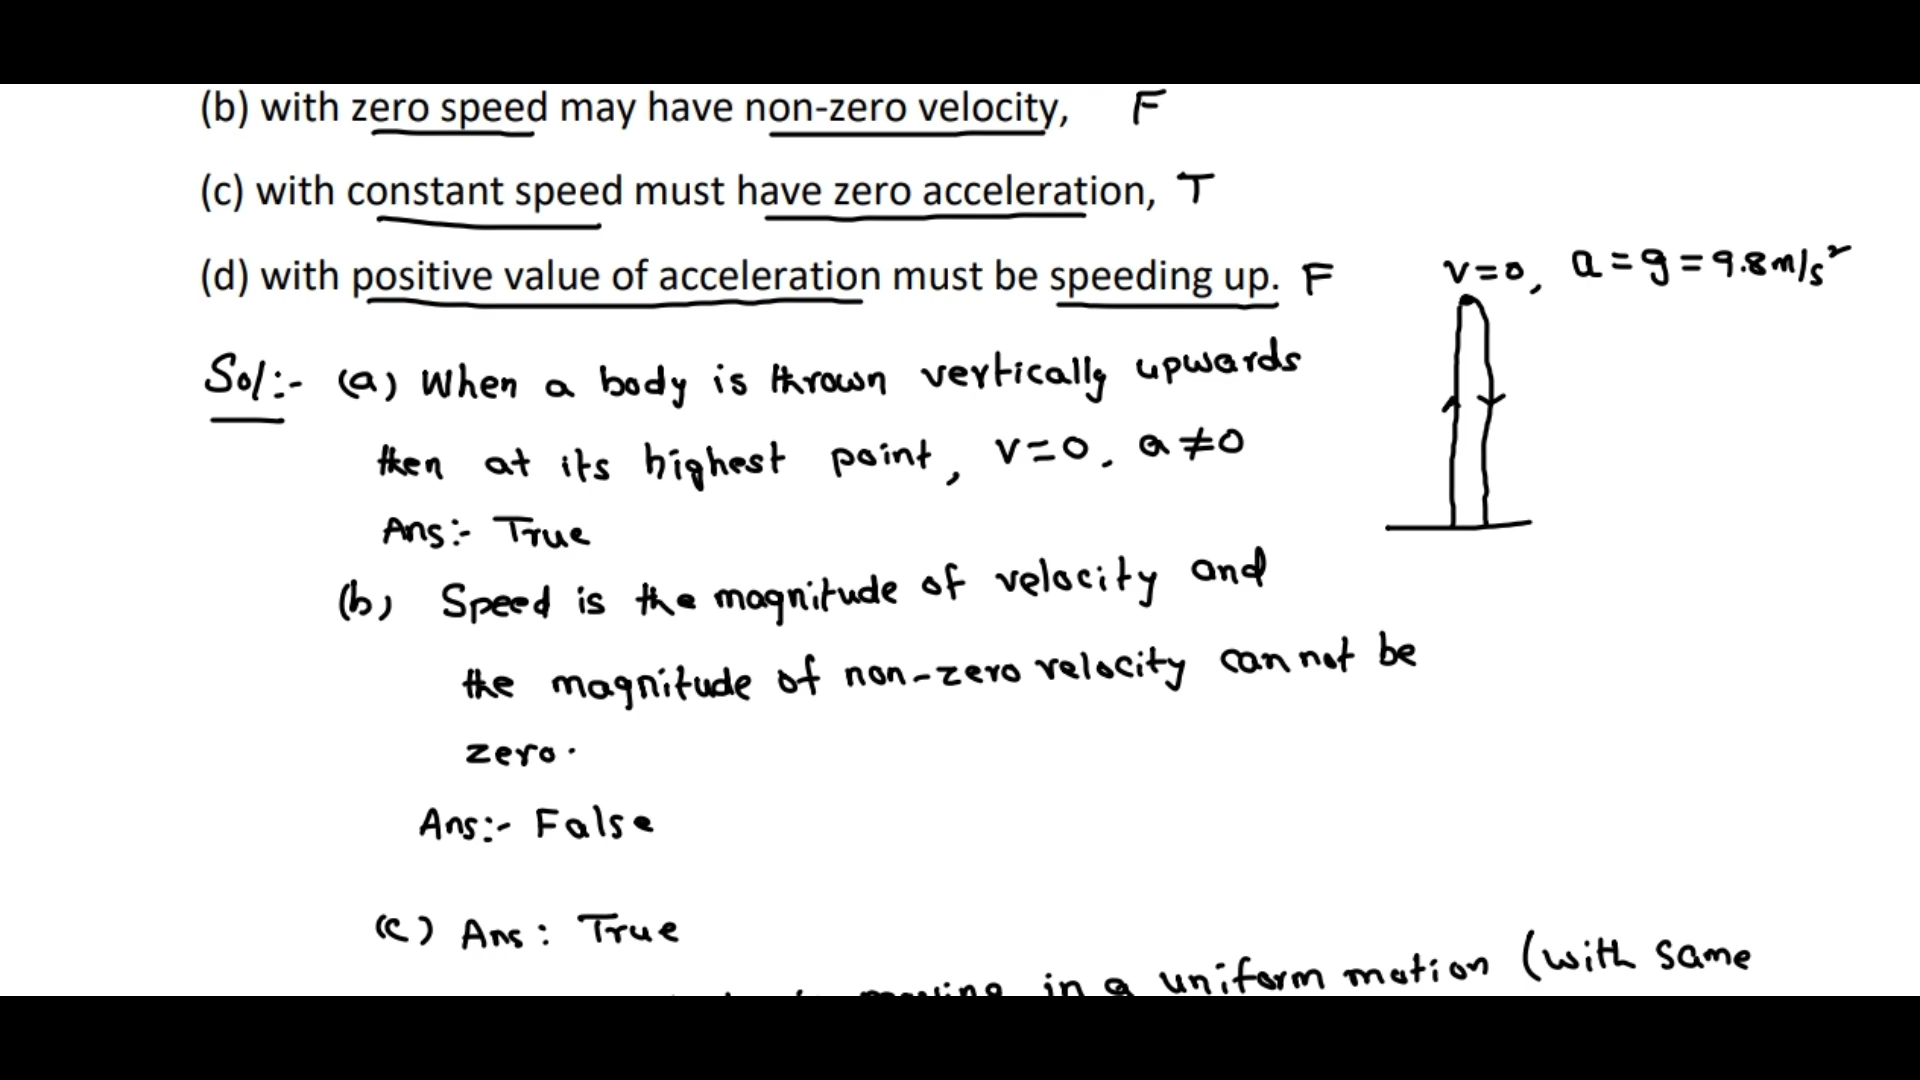 (b) with zero speed may have non-zero velocity, F
(c) with constant speed must have zero acceleration, T
(d) with positive value of acceleration must be speeding up. F
v=0, a=g=9.8m/s²
Sol:- (a) When a body is thrown vertically upwards
then at its highest point, v=0, a≠0
Ans:- True
(b) Speed is the magnitude of velocity and
the magnitude of non-zero velocity cannot be
zero.
Ans:- False
(c) Ans: True
moving in a uniform motion (with same